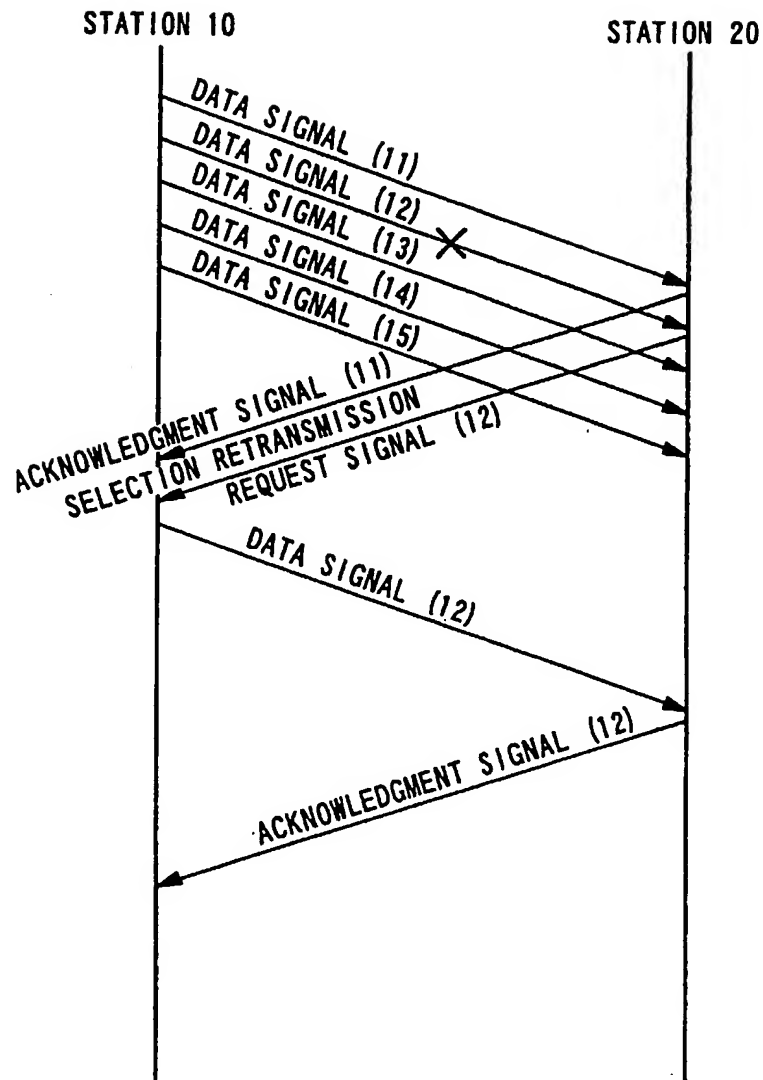 STATION 10
STATION 20
DATA SIGNAL (11)
DATA SIGNAL (12)
DATA SIGNAL (13)
DATA SIGNAL (14)
DATA SIGNAL (15)
ACKNOWLEDGMENT SIGNAL (11)
SELECTION RETRANSMISSION
REQUEST SIGNAL (12)
DATA SIGNAL (12)
ACKNOWLEDGMENT SIGNAL (12)